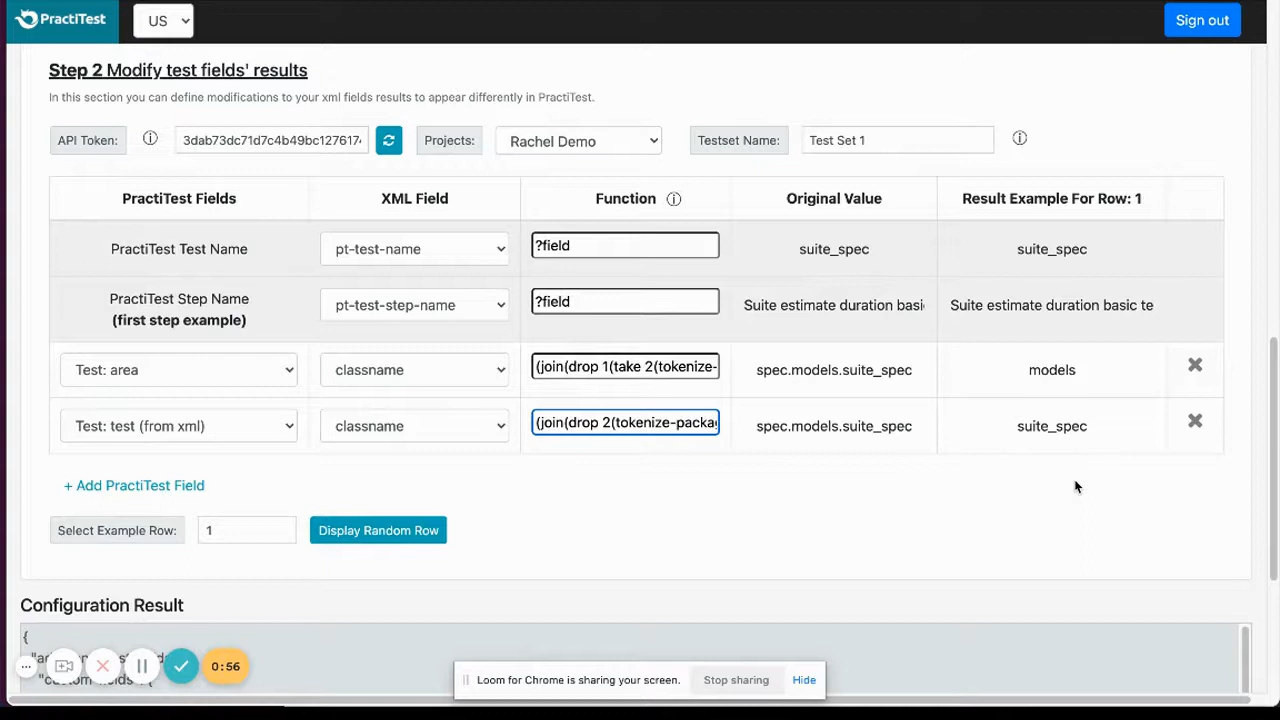 PractiTest
US
Sign out
Step 2 Modify test fields' results
In this section you can define modifications to your xml fields results to appear differently in PractiTest.
API Token:
3dab73dc71d7c4b49bc127617
Projects:
Rachel Demo
Testset Name:
Test Set 1
PractiTest Fields
XML Field
Function
Original Value
Result Example For Row: 1
PractiTest Test Name
pt-test-name
?field
suite_spec
suite_spec
PractiTest Step Name
(first step example)
pt-test-step-name
?field
Suite estimate duration basic
Suite estimate duration basic te
Test: area
classname
(join(drop 1(take 2(tokenize-
spec.models.suite_spec
models
Test: test (from xml)
classname
(join(drop 2(tokenize-packa
spec.models.suite_spec
suite_spec
+ Add PractiTest Field
Select Example Row:
1
Display Random Row
Configuration Result
{
0:56
Loom for Chrome is sharing your screen.
Stop sharing
Hide